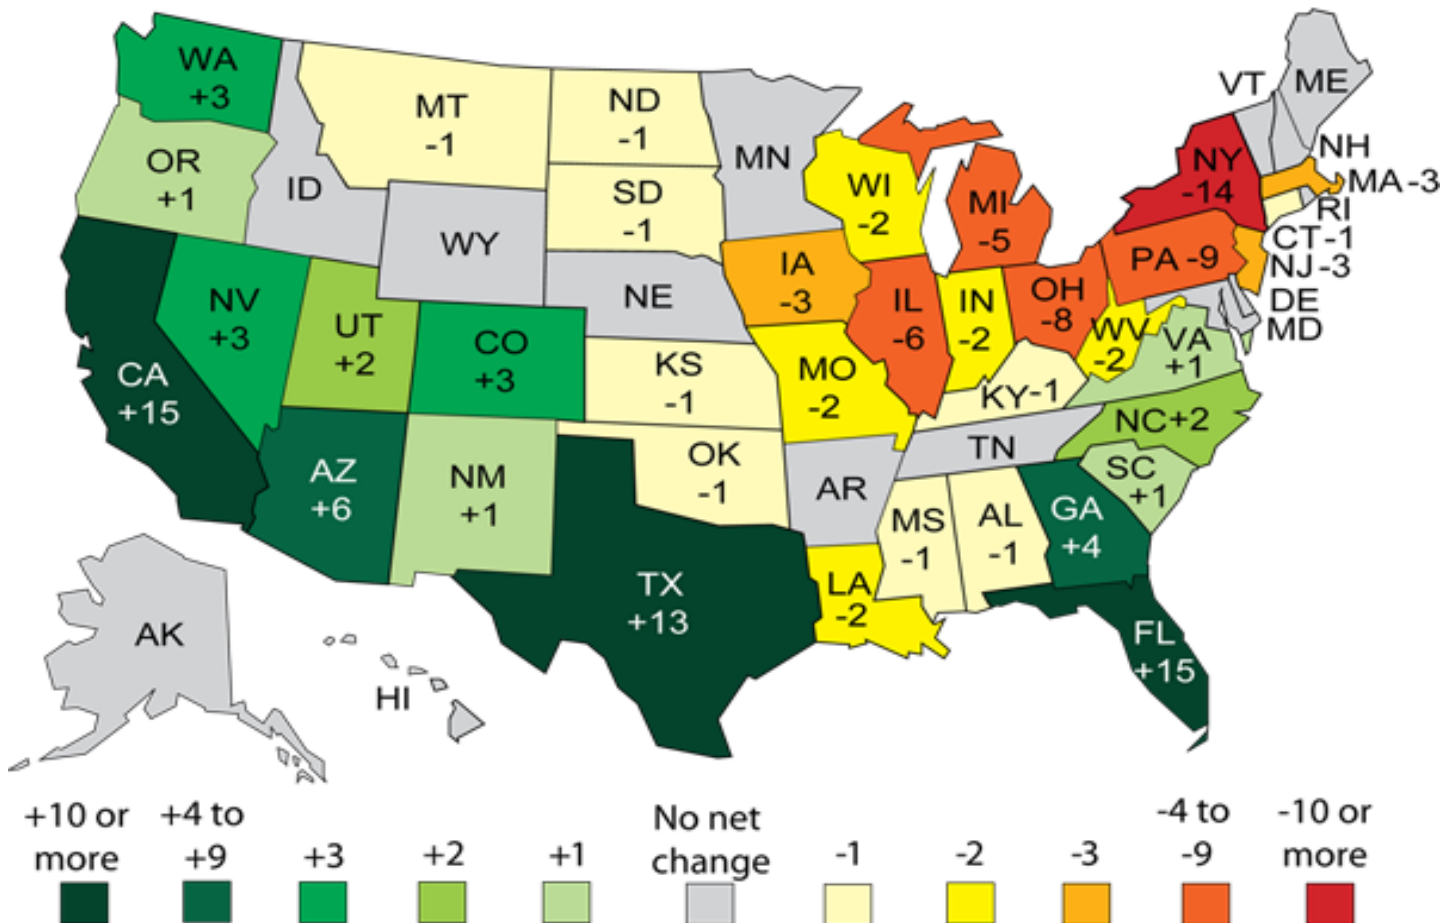 WA
+3
OR
+1
CA
+15
NV
+3
ID
MT
-1
WY
UT
+2
CO
+3
AZ
+6
NM
+1
ND
-1
SD
-1
NE
KS
-1
OK
-1
TX
+13
MN
IA
-3
MO
-2
AR
LA
-2
WI
-2
IL
-6
MI
-5
IN
-2
OH
-8
KY-1
TN
MS
-1
AL
-1
GA
+4
FL
+15
SC
+1
NC+2
VA
+1
WV
-2
PA -9
NY
-14
VT
ME
NH
MA -3
RI
CT -1
NJ -3
DE
MD
AK
HI
+10 or
more
+4 to
+9
+3
+2
+1
No net
change
-1
-2
-3
-4 to
-9
-10 or
more